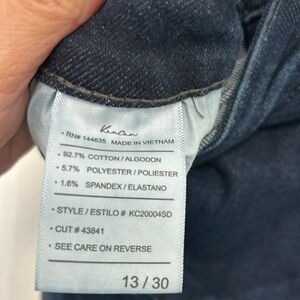 KanCan
• RN# 144635 MADE IN VIETNAM
• 92.7% COTTON / ALGODON
• 5.7% POLYESTER / POLIESTER
• 1.6% SPANDEX / ELASTANO
• STYLE / ESTILO # KC20004SD
• CUT # 43841
• SEE CARE ON REVERSE
13 / 30